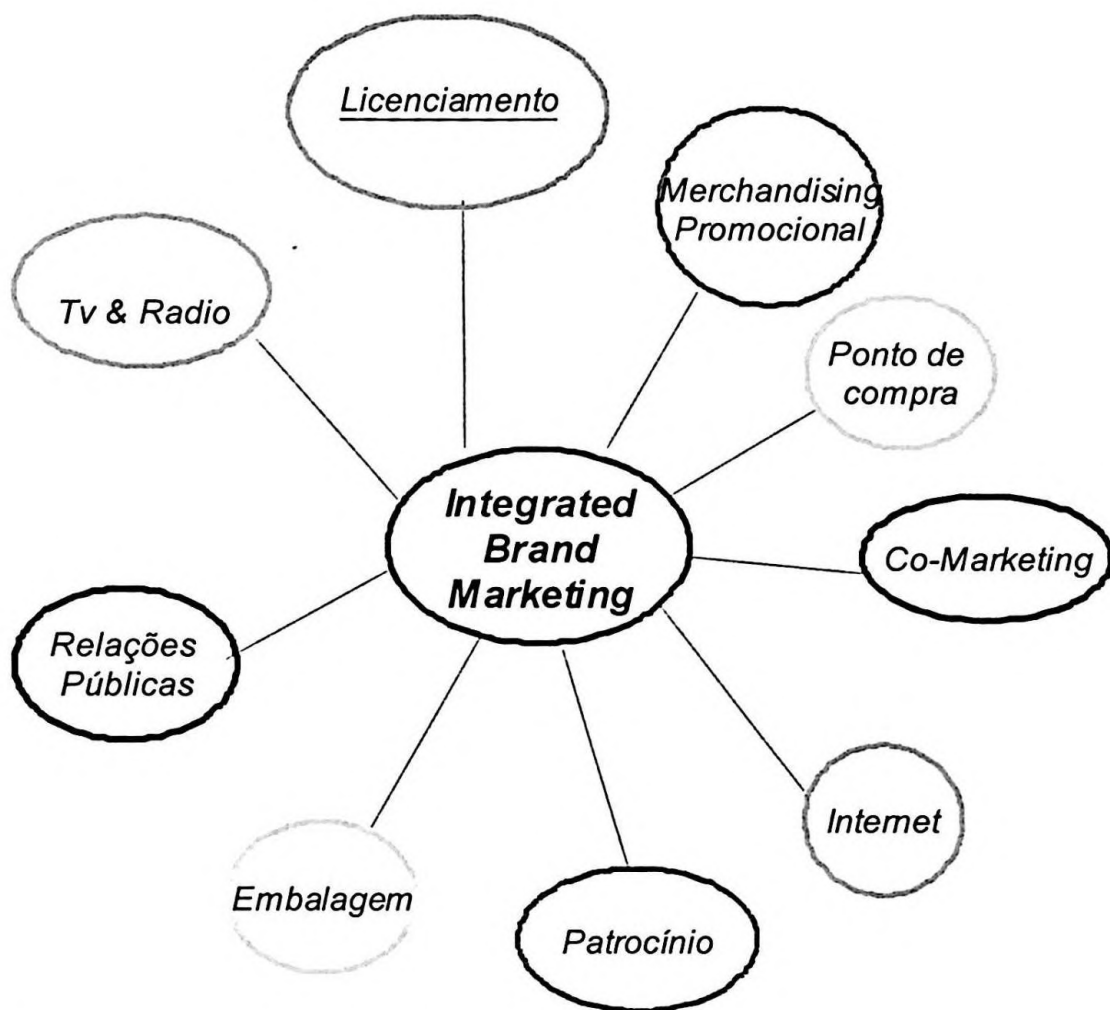 Licenciamento
Merchandising
Promocional
Tv & Radio
Ponto de
compra
Integrated
Brand
Marketing
Co-Marketing
Relações
Públicas
Internet
Embalagem
Patrocínio